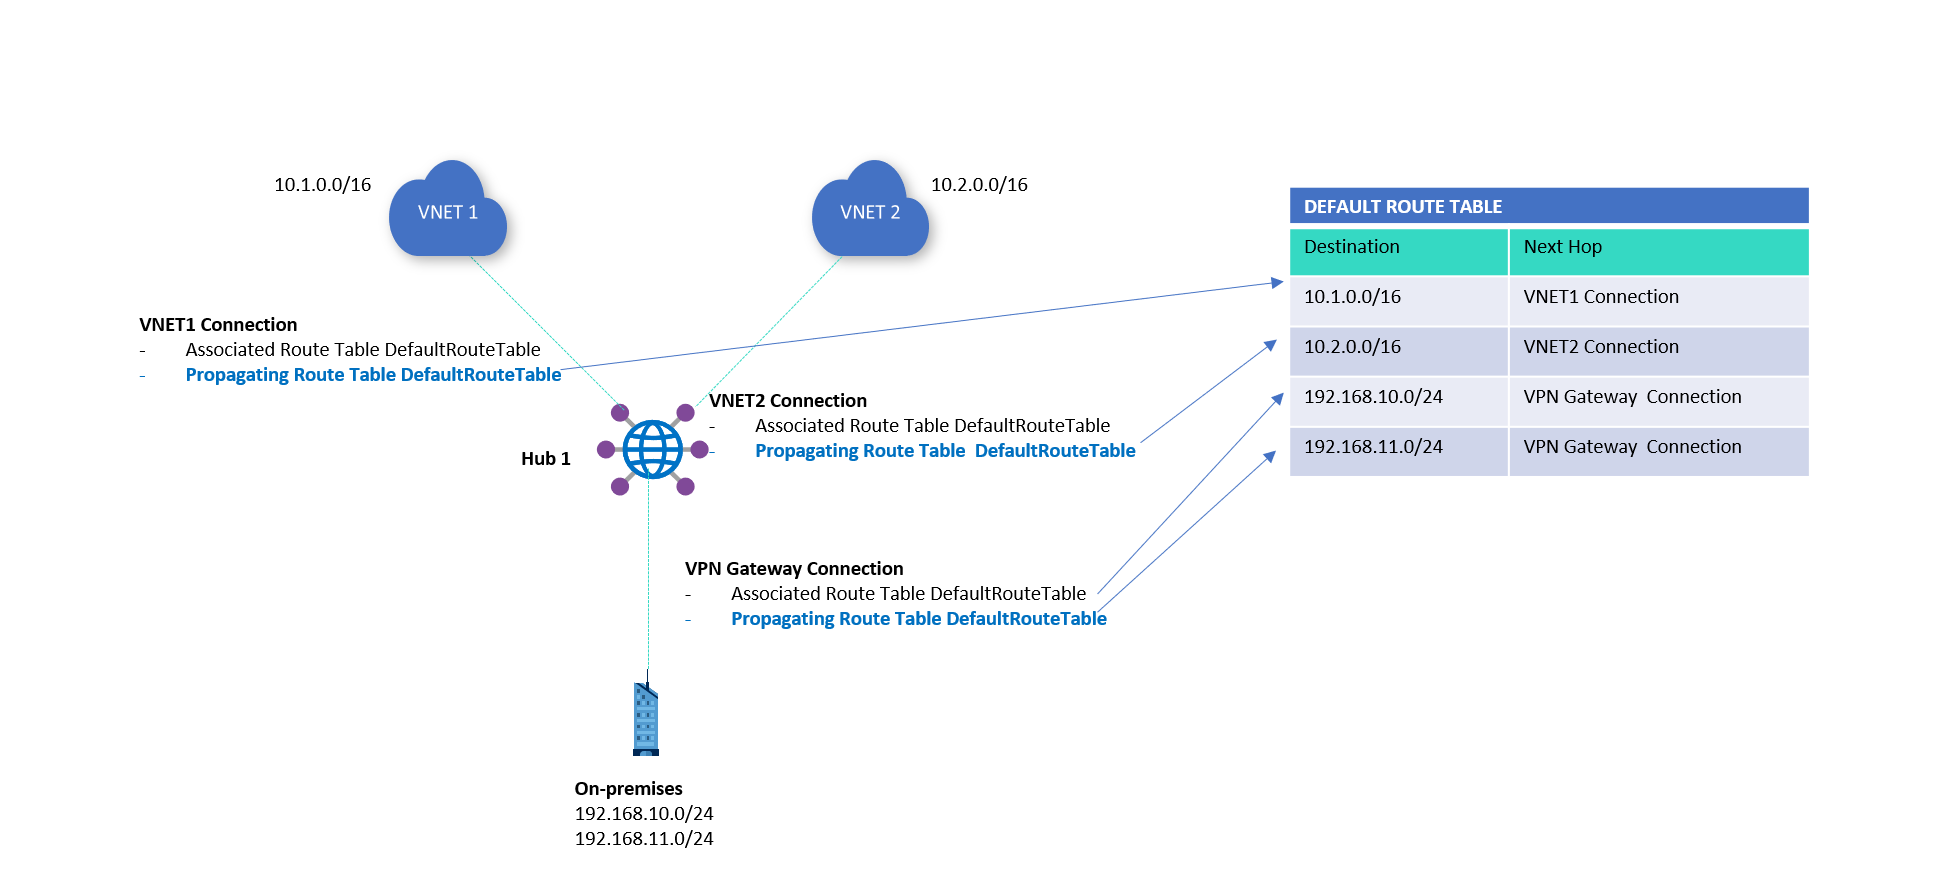 10.1.0.0/16
VNET 1
VNET 2
10.2.0.0/16
VNET1 Connection
- Associated Route Table DefaultRouteTable
- Propagating Route Table DefaultRouteTable
VNET2 Connection
- Associated Route Table DefaultRouteTable
- Propagating Route Table  DefaultRouteTable
Hub 1
VPN Gateway Connection
- Associated Route Table DefaultRouteTable
- Propagating Route Table DefaultRouteTable
On-premises
192.168.10.0/24
192.168.11.0/24
DEFAULT ROUTE TABLE
Destination Next Hop
10.1.0.0/16 VNET1 Connection
10.2.0.0/16 VNET2 Connection
192.168.10.0/24 VPN Gateway  Connection
192.168.11.0/24 VPN Gateway  Connection